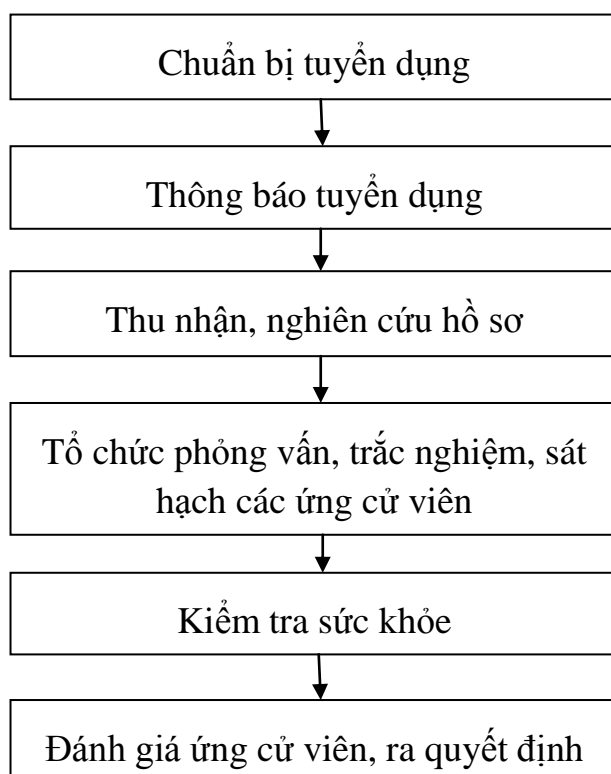 Chuẩn bị tuyển dụng
Thông báo tuyển dụng
Thu nhận, nghiên cứu hồ sơ
Tổ chức phỏng vấn, trắc nghiệm, sát
hạch các ứng cử viên
Kiểm tra sức khỏe
Đánh giá ứng cử viên, ra quyết định